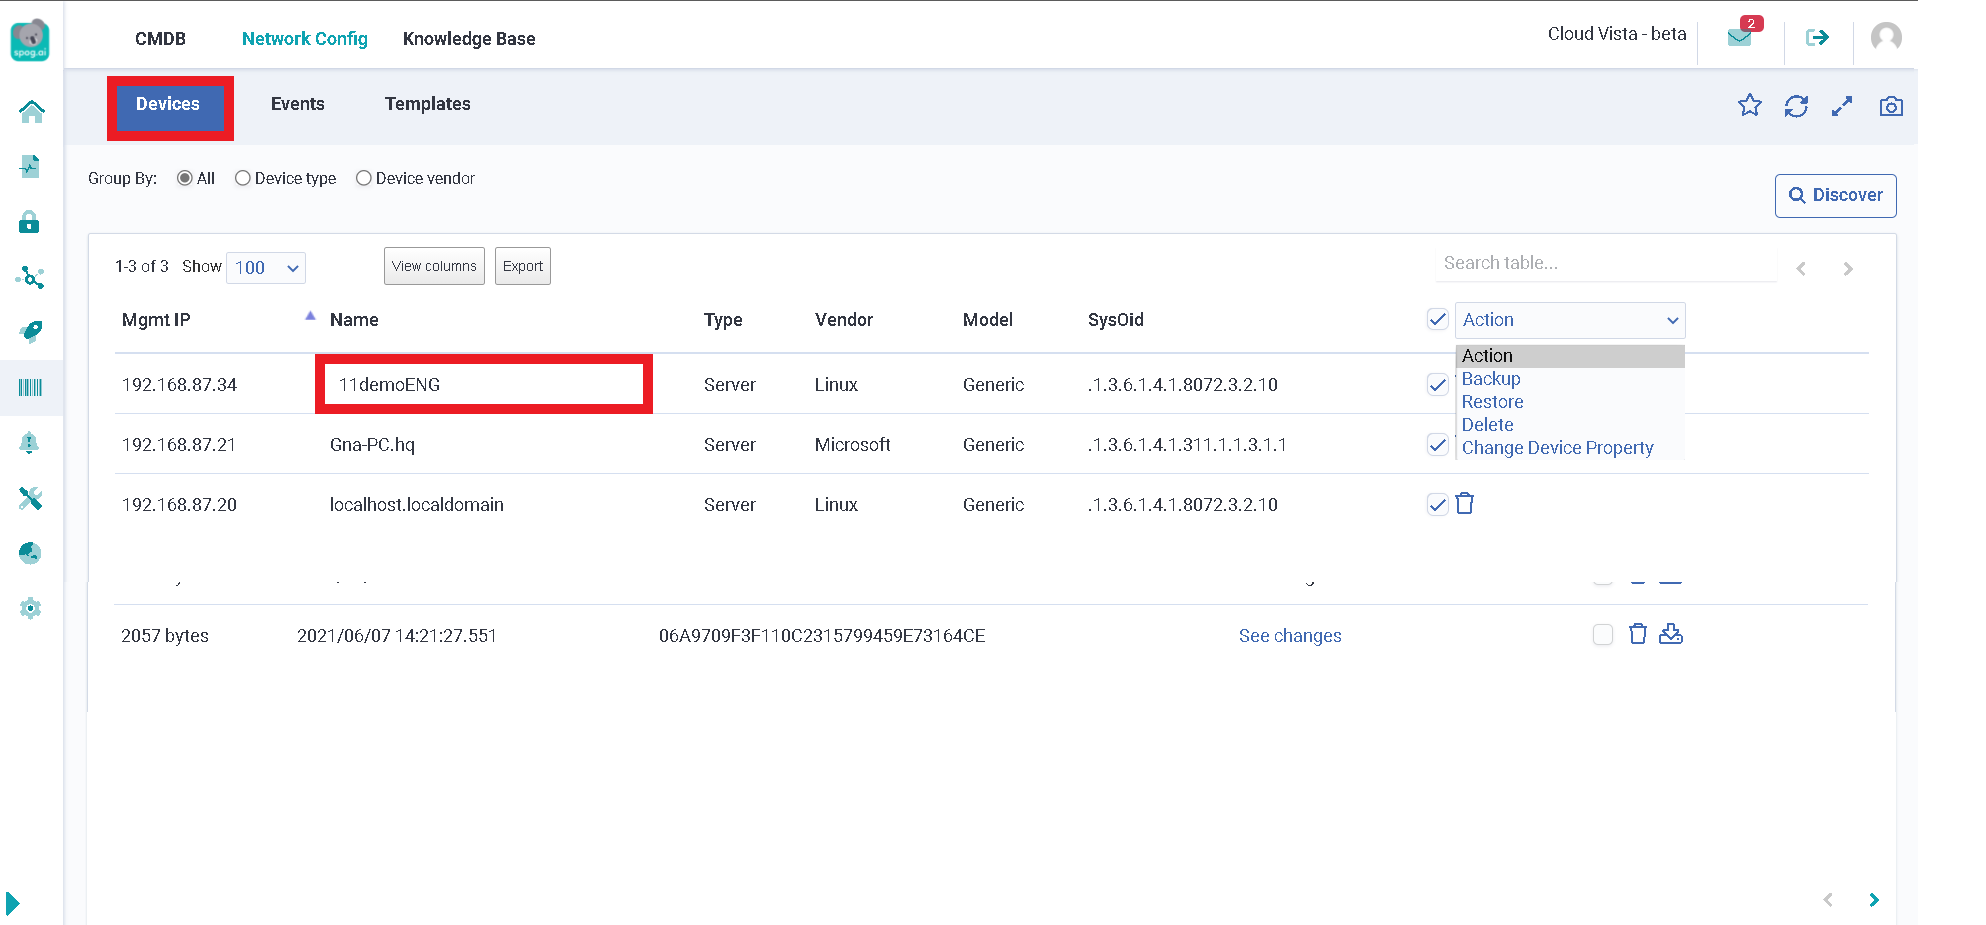 CMDB Network Config Knowledge Base Cloud Vista - beta 2
spog.ai
Devices Events Templates
Group By: All Device type Device vendor
Discover
1-3 of 3 Show 100 View columns Export Search table...
Mgmt IP Name Type Vendor Model SysOid Action
Action
192.168.87.34 11demoENG Server Linux Generic .1.3.6.1.4.1.8072.3.2.10
Backup
Restore
Delete
192.168.87.21 Gna-PC.hq Server Microsoft Generic .1.3.6.1.4.1.311.1.1.3.1.1
Change Device Property
192.168.87.20 localhost.localdomain Server Linux Generic .1.3.6.1.4.1.8072.3.2.10
2057 bytes 2021/06/07 14:21:27.551 06A9709F3F110C2315799459E73164CE See changes